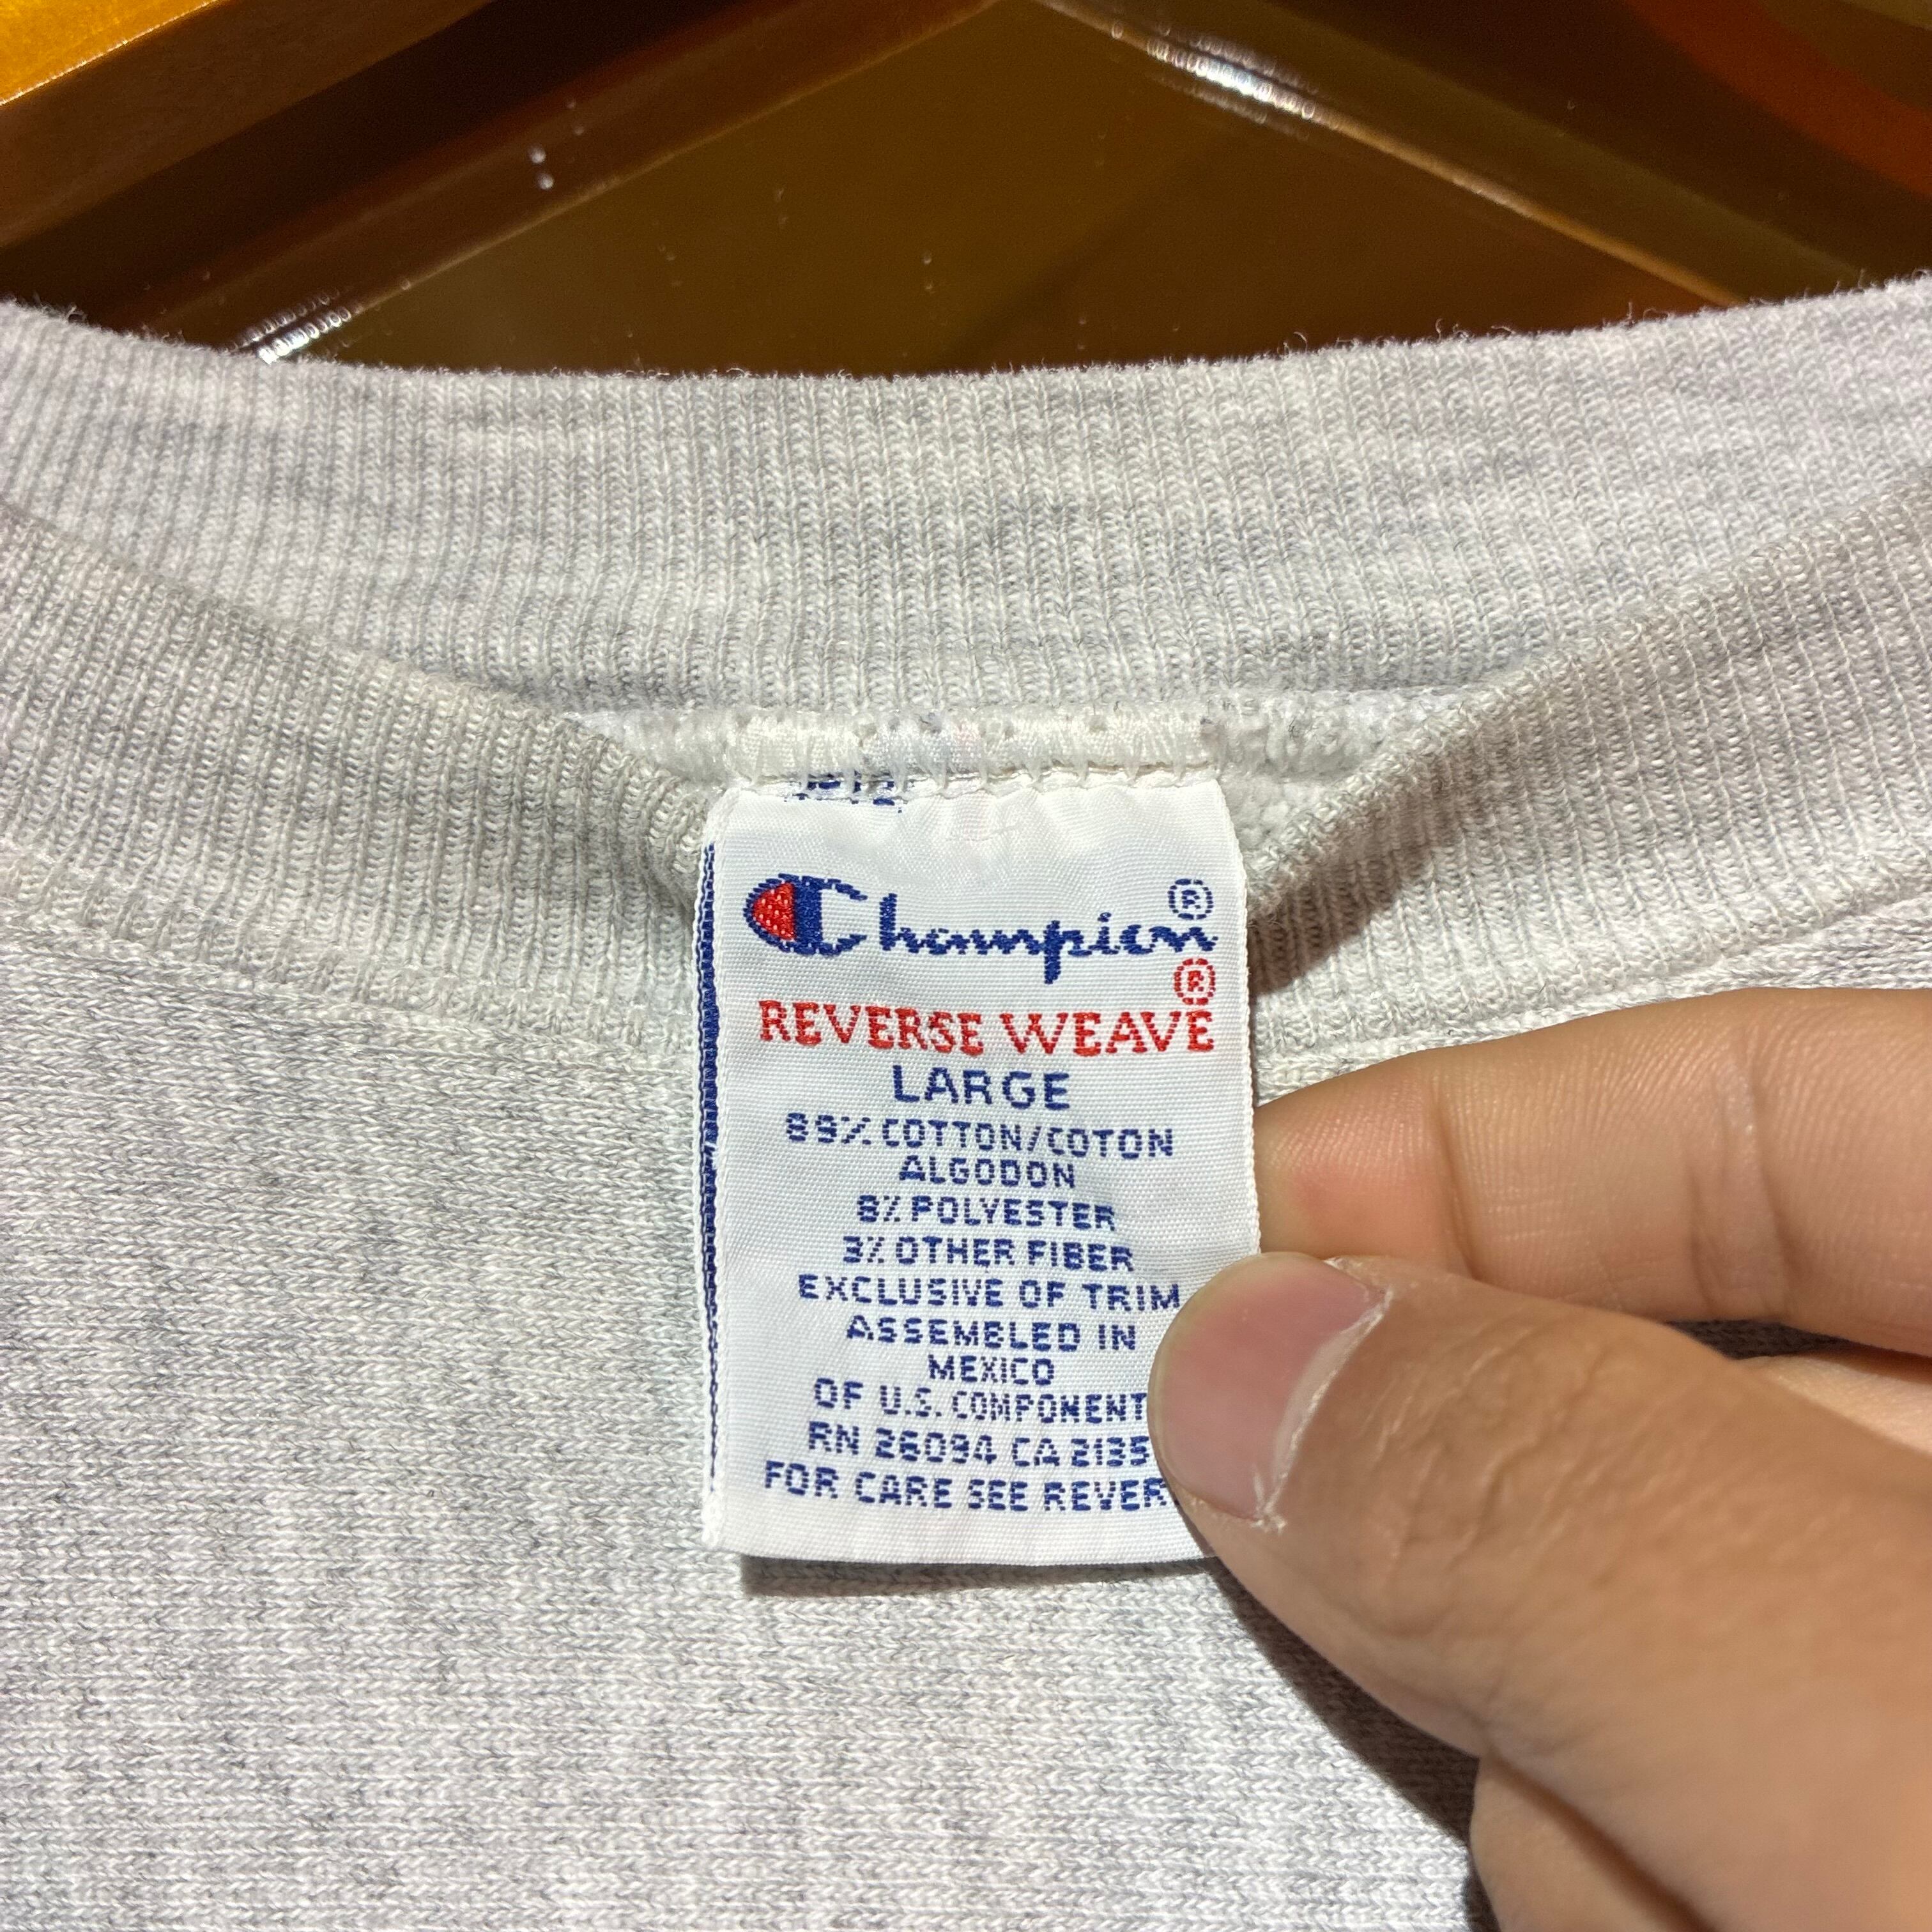 Champion®
®
REVERSE WEAVE
LARGE
89% COTTON/COTON
ALGODON
8% POLYESTER
3% OTHER FIBER
EXCLUSIVE OF TRIM
ASSEMBLED IN
MEXICO
OF U.S. COMPONENT
RN 26094 CA 2135
FOR CARE SEE REVER